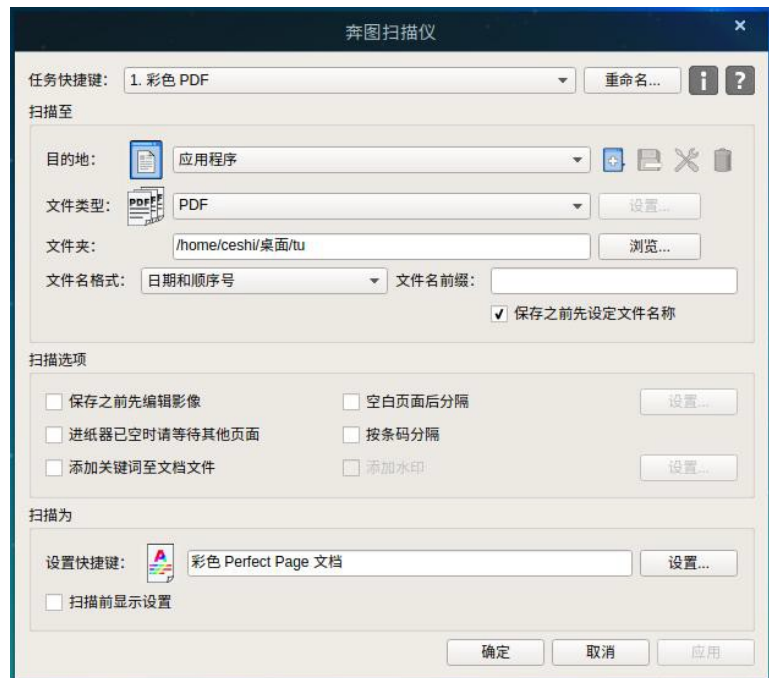 奔图扫描仪
任务快捷键： 1. 彩色 PDF 重命名...
扫描至
目的地： 应用程序
文件类型： PDF 设置...
文件夹： /home/ceshi/桌面/tu 浏览...
文件名格式： 日期和顺序号 文件名前缀：
保存之前先设定文件名称
扫描选项
保存之前先编辑影像 空白页面后分隔 设置...
进纸器已空时请等待其他页面 按条码分隔
添加关键词至文档文件 添加水印 设置...
扫描为
设置快捷键： 彩色 Perfect Page 文档 设置...
扫描前显示设置
确定 取消 应用